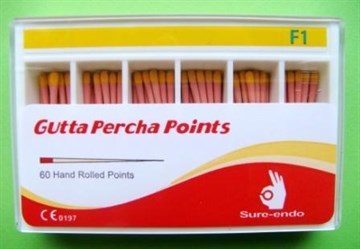 F1
Gutta Percha Points
60 Hand Rolled Points
CE 0197
Sure-endo